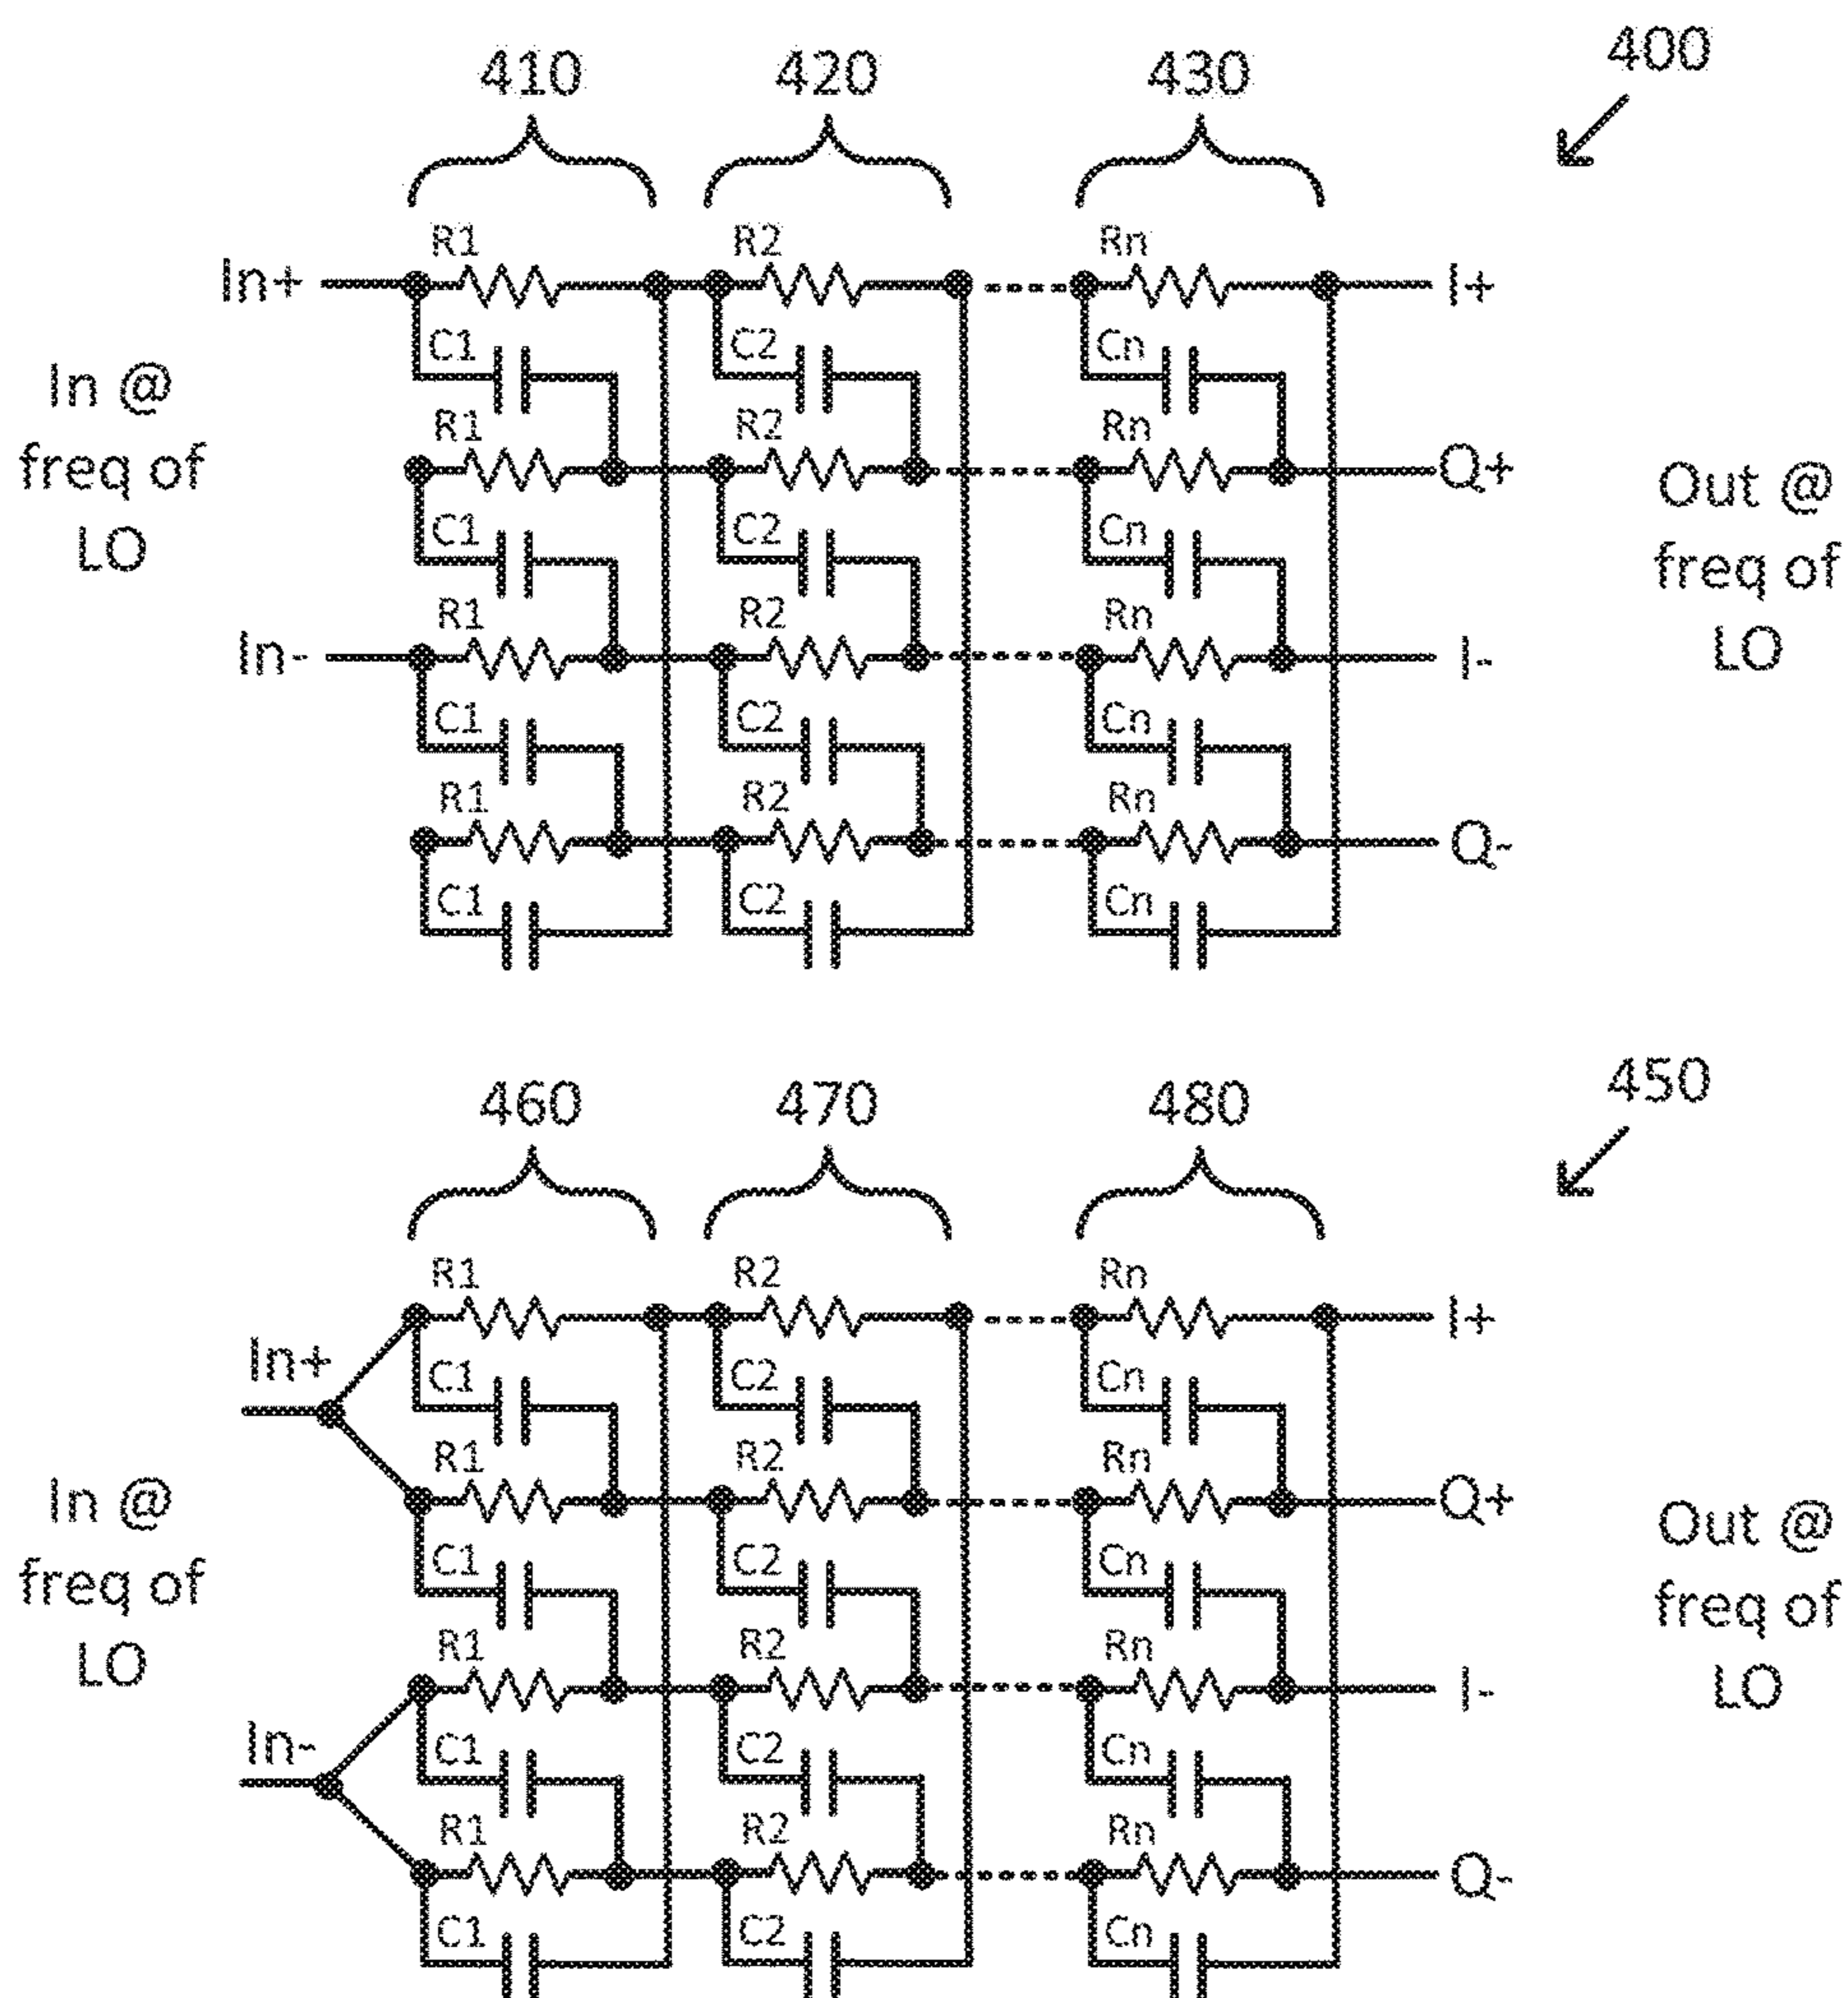 400
410 420 430
R1 R2 Rn
In+ I+
C1 C2 Cn
In @
freq of
LO
R1 R2 Rn
Q+
Out @
freq of
LO
C1 C2 Cn
R1 R2 Rn
In- I-
C1 C2 Cn
R1 R2 Rn
Q-
C1 C2 Cn
450
460 470 480
R1 R2 Rn
I+
In+
C1 C2 Cn
R1 R2 Rn
In @
freq of
LO
Q+
Out @
freq of
LO
C1 C2 Cn
R1 R2 Rn
I-
In-
C1 C2 Cn
R1 R2 Rn
Q-
C1 C2 Cn